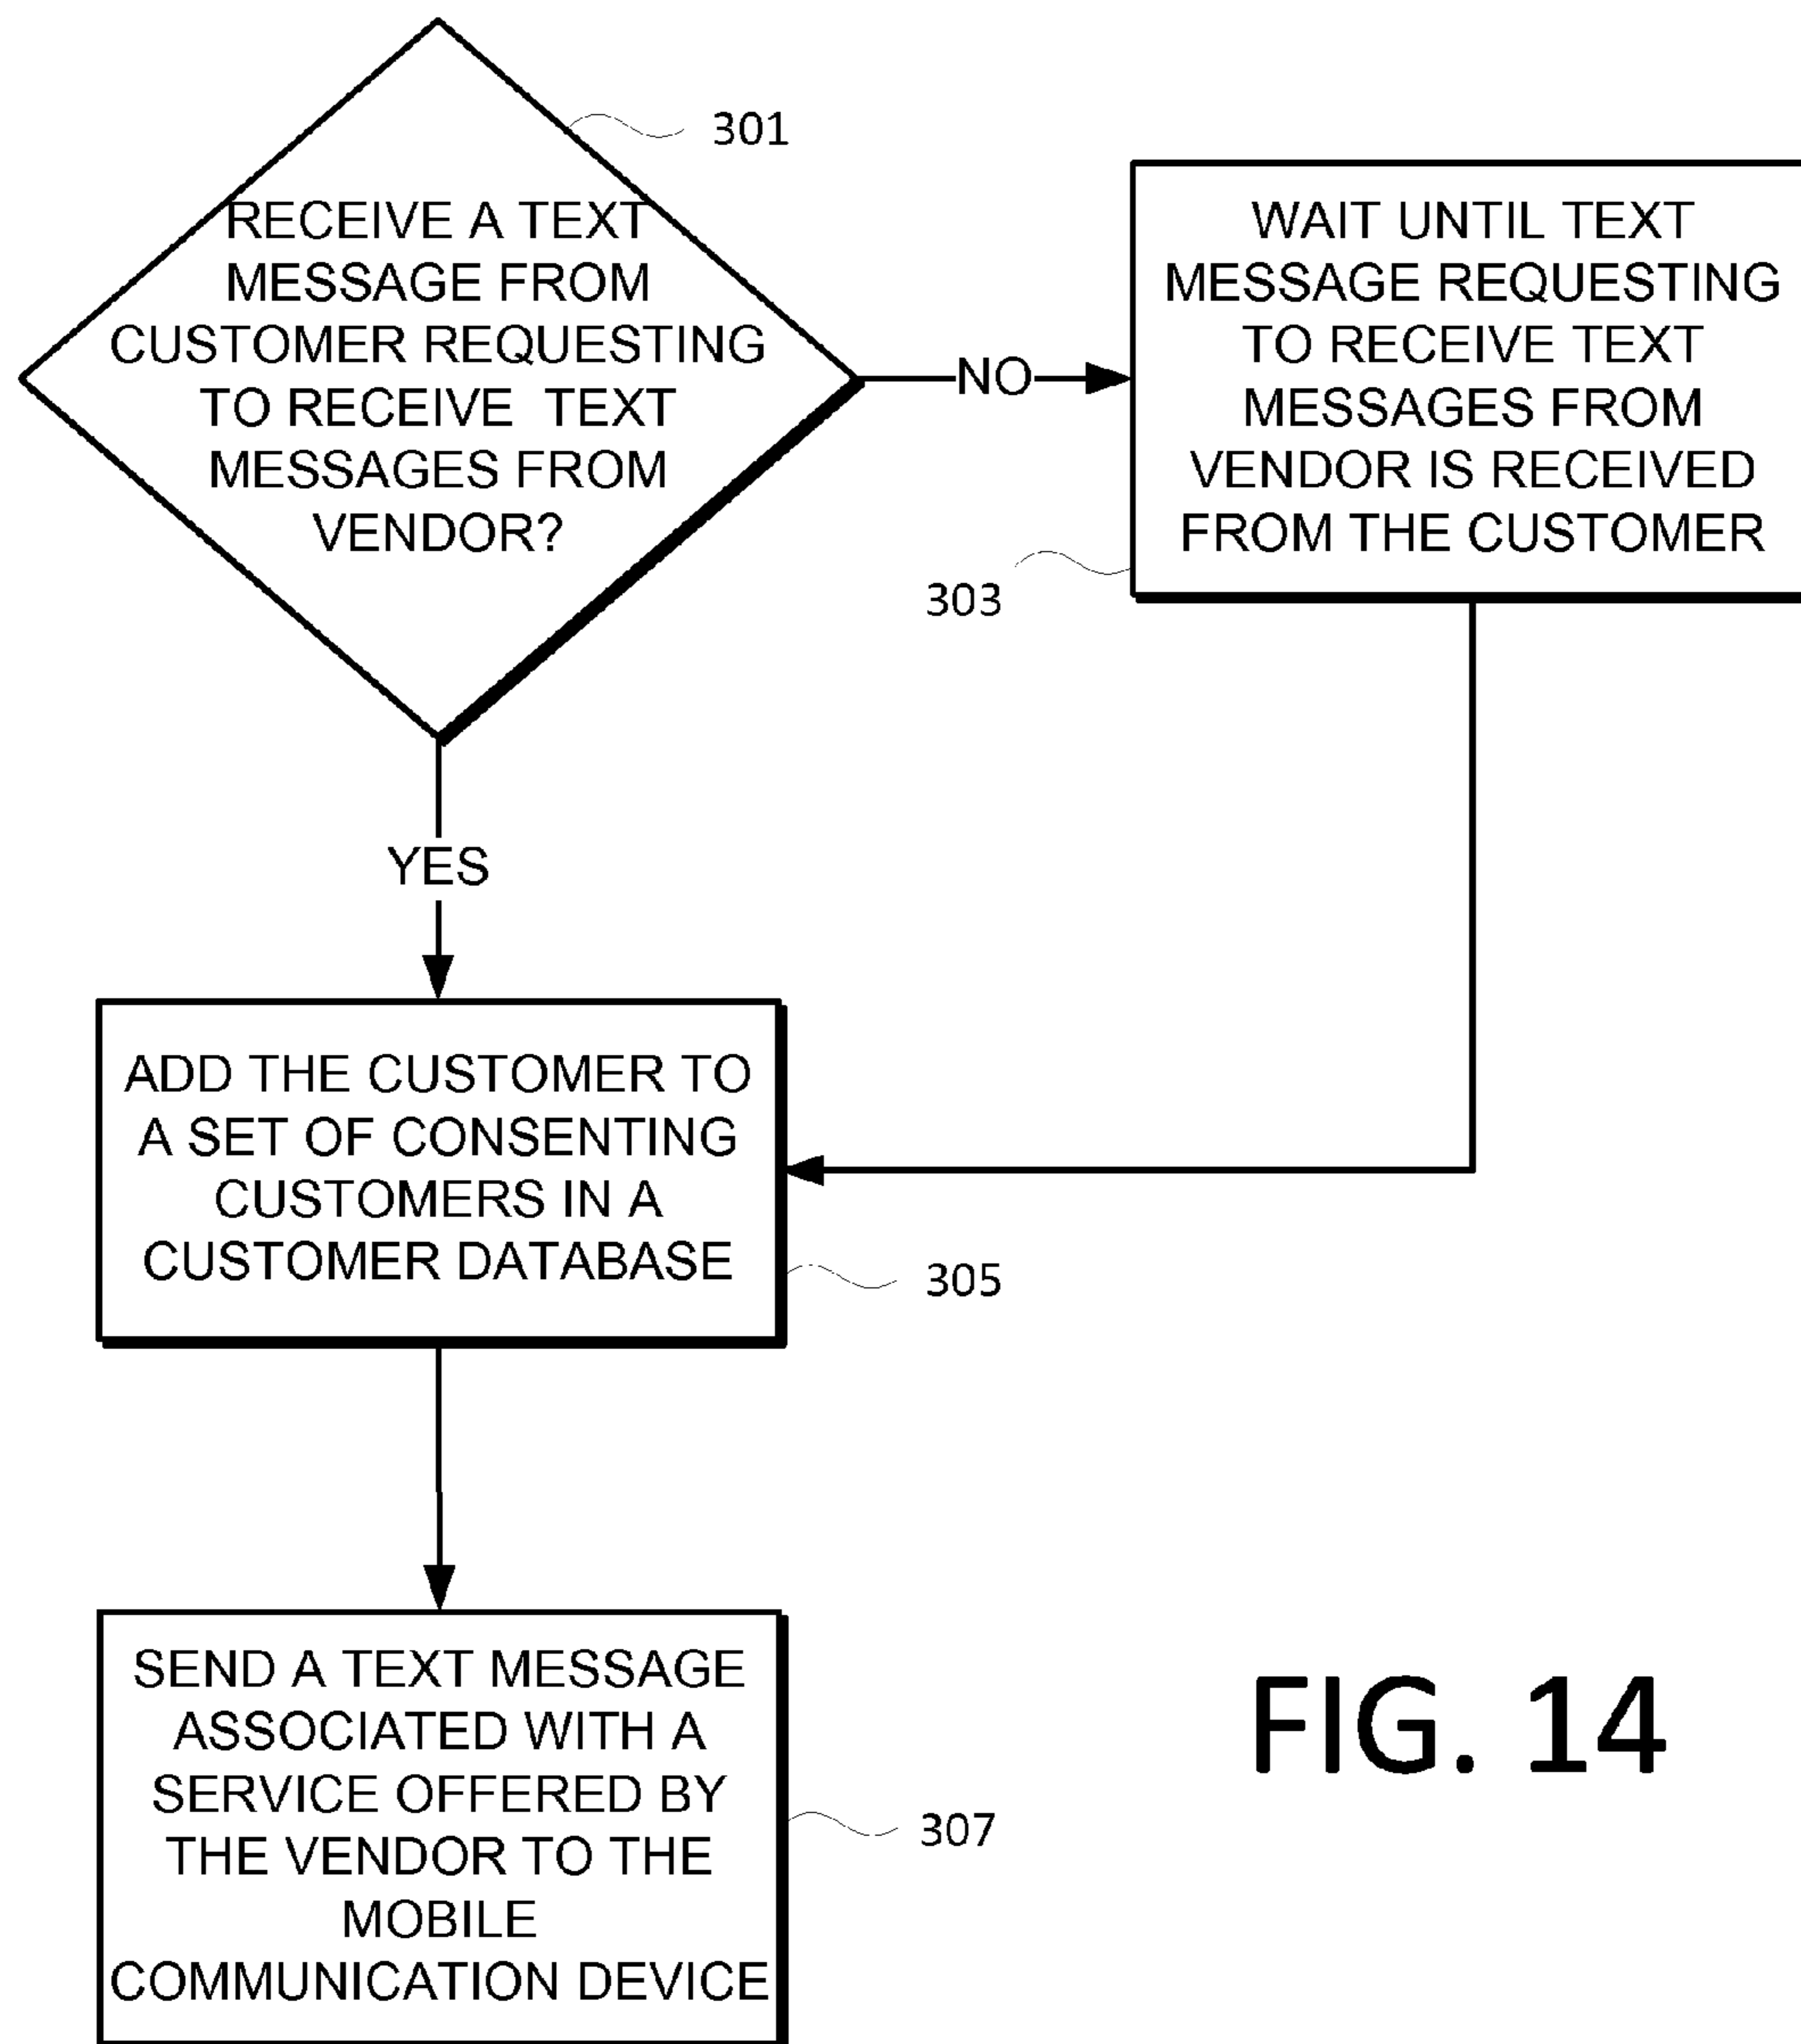 301
RECEIVE A TEXT
MESSAGE FROM
CUSTOMER REQUESTING
TO RECEIVE TEXT
MESSAGES FROM
VENDOR?
NO
WAIT UNTIL TEXT
MESSAGE REQUESTING
TO RECEIVE TEXT
MESSAGES FROM
VENDOR IS RECEIVED
FROM THE CUSTOMER
303
YES
ADD THE CUSTOMER TO
A SET OF CONSENTING
CUSTOMERS IN A
CUSTOMER DATABASE
305
SEND A TEXT MESSAGE
ASSOCIATED WITH A
SERVICE OFFERED BY
THE VENDOR TO THE
MOBILE
COMMUNICATION DEVICE
307
FIG. 14